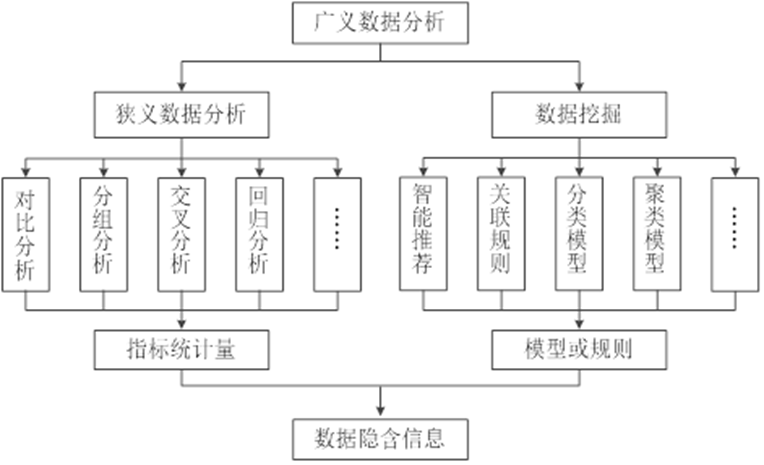 广义数据分析
狭义数据分析
数据挖掘
对比分析
分组分析
交叉分析
回归分析
……
智能推荐
关联规则
分类模型
聚类模型
……
指标统计量
模型或规则
数据隐含信息